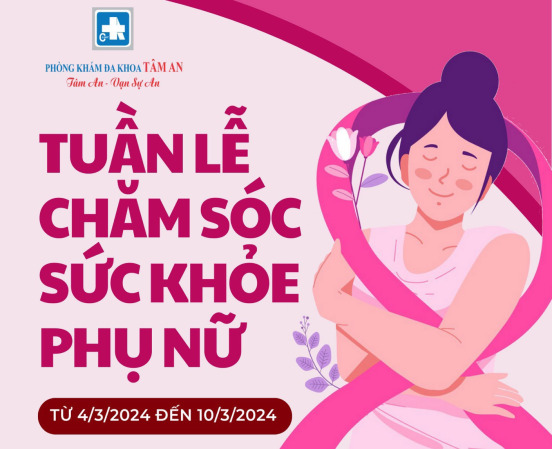 PHÒNG KHÁM ĐA KHOA TÂM AN
Tâm An - Vạn Sự An
TUẦN LỄ
CHĂM SÓC
SỨC KHỎE
PHỤ NỮ
TỪ 4/3/2024 ĐẾN 10/3/2024